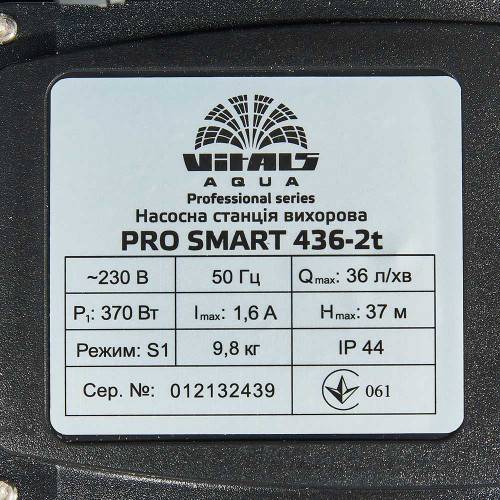 VITALS
AQUA
Professional series
Насосна станція вихорова
PRO SMART 436-2t
~230 В 50 Гц Qmax: 36 л/хв
P1: 370 Вт Imax: 1,6 А Hmax: 37 м
Режим: S1 9,8 кг IP 44
Сер. №: 012132439 061